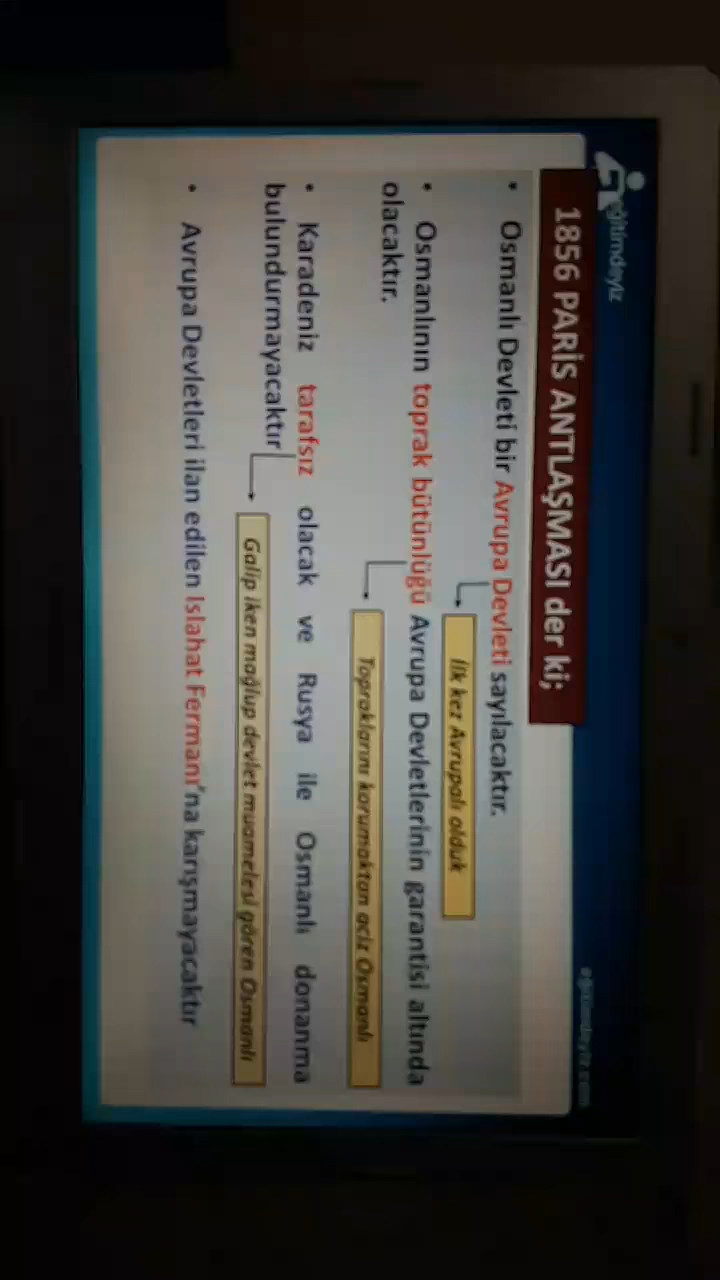 eğitimdeyiz
eğitimdeyiz.com
1856 PARİS ANTLAŞMASI der ki;
• Osmanlı Devleti bir Avrupa Devleti sayılacaktır.
İlk kez Avrupalı olduk
• Osmanlının toprak bütünlüğü Avrupa Devletlerinin garantisi altında
olacaktır.
Topraklarını korumaktan aciz Osmanlı
• Karadeniz tarafsız olacak ve Rusya ile Osmanlı donanma
bulundurmayacaktır
Galip iken mağlup devlet muamelesi gören Osmanlı
• Avrupa Devletleri ilan edilen Islahat Fermanı'na karışmayacaktır